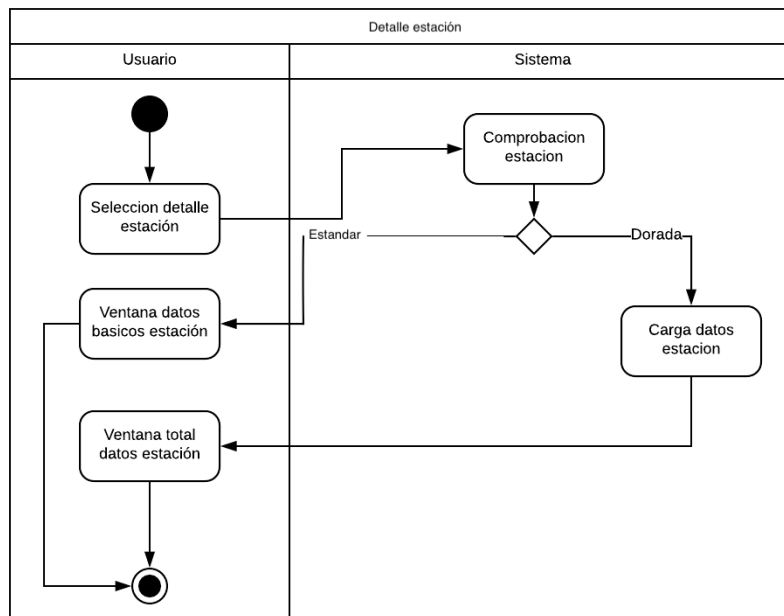 Detalle estación
Usuario
Sistema
Comprobacion
estacion
Seleccion detalle
estación
Estandar
Dorada
Ventana datos
basicos estación
Carga datos
estacion
Ventana total
datos estación